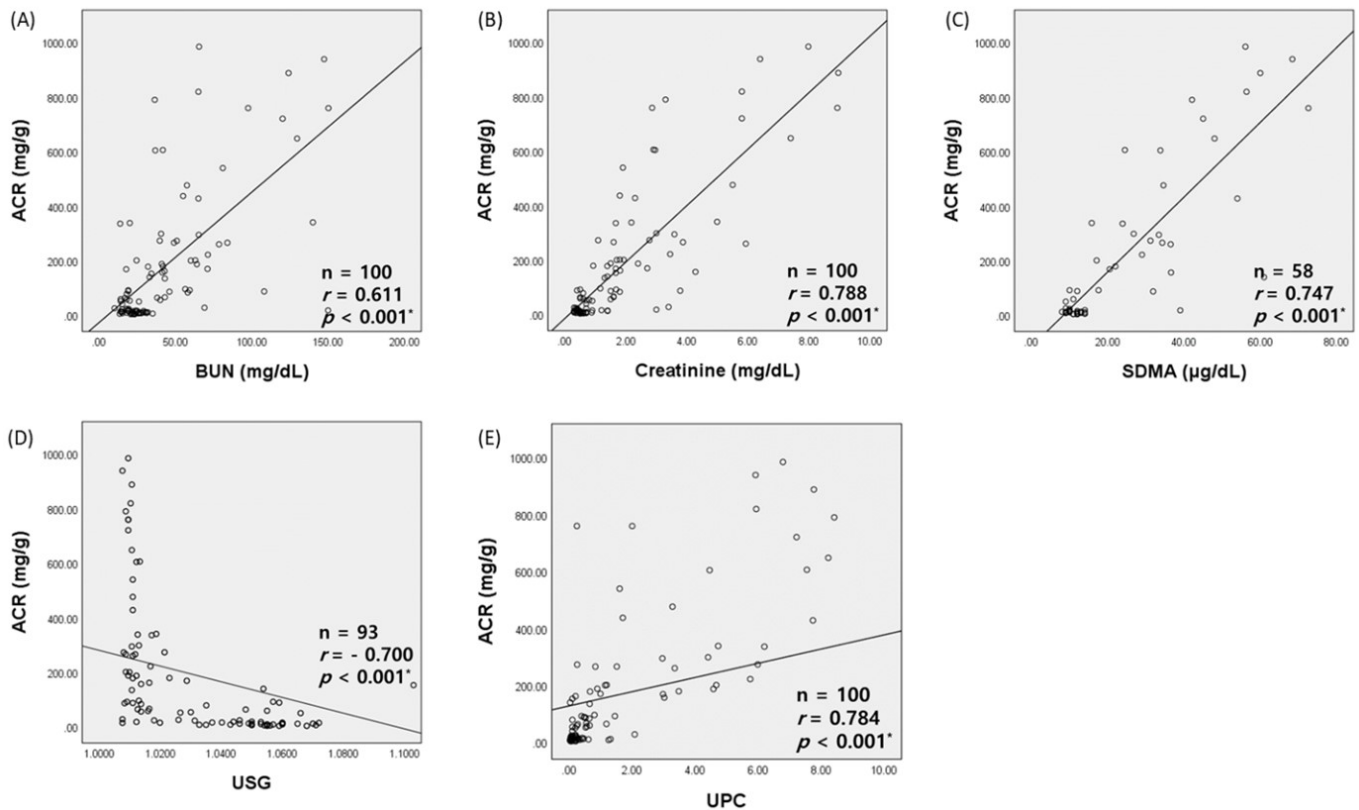 (A)
1000.00
800.00
600.00
400.00
200.00
.00
ACR (mg/g)
n = 100
r = 0.611
p < 0.001*
.00 50.00 100.00 150.00 200.00
BUN (mg/dL)
(B)
1000.00
800.00
600.00
400.00
200.00
.00
ACR (mg/g)
n = 100
r = 0.788
p < 0.001*
.00 2.00 4.00 6.00 8.00 10.00
Creatinine (mg/dL)
(C)
1000.00
800.00
600.00
400.00
200.00
.00
ACR (mg/g)
n = 58
r = 0.747
p < 0.001*
.00 20.00 40.00 60.00 80.00
SDMA (µg/dL)
(D)
1000.00
800.00
600.00
400.00
200.00
.00
ACR (mg/g)
n = 93
r = - 0.700
p < 0.001*
1.0000 1.0200 1.0400 1.0600 1.0800 1.1000
USG
(E)
1000.00
800.00
600.00
400.00
200.00
.00
ACR (mg/g)
n = 100
r = 0.784
p < 0.001*
.00 2.00 4.00 6.00 8.00 10.00
UPC